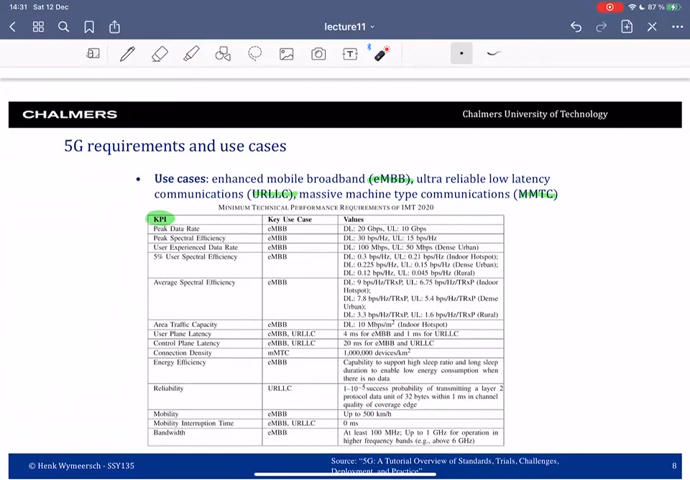 14:31 Sat 12 Dec
87 %
lecture11
CHALMERS
Chalmers University of Technology
5G requirements and use cases
• Use cases: enhanced mobile broadband (eMBB), ultra reliable low latency
communications (URLLC), massive machine type communications (MMTC)
MINIMUM TECHNICAL PERFORMANCE REQUIREMENTS OF IMT 2020
KPI Key Use Case Values
Peak Data Rate eMBB DL: 20 Gbps, UL: 10 Gbps
Peak Spectral Efficiency eMBB DL: 30 bps/Hz, UL: 15 bps/Hz
User Experienced Data Rate eMBB DL: 100 Mbps, UL: 50 Mbps (Dense Urban)
5% User Spectral Efficiency eMBB DL: 0.3 bps/Hz, UL: 0.21 bps/Hz (Indoor Hotspot);
DL: 0.225 bps/Hz, UL: 0.15 bps/Hz (Dense Urban);
DL: 0.12 bps/Hz, UL: 0.045 bps/Hz (Rural)
Average Spectral Efficiency eMBB DL: 9 bps/Hz/TRxP, UL: 6.75 bps/Hz/TRxP (Indoor
Hotspot);
DL: 7.8 bps/Hz/TRxP, UL: 5.4 bps/Hz/TRxP (Dense
Urban);
DL: 3.3 bps/Hz/TRxP, UL: 1.6 bps/Hz/TRxP (Rural)
Area Traffic Capacity eMBB DL: 10 Mbps/m² (Indoor Hotspot)
User Plane Latency eMBB, URLLC 4 ms for eMBB and 1 ms for URLLC
Control Plane Latency eMBB, URLLC 20 ms for eMBB and URLLC
Connection Density mMTC 1,000,000 devices/km²
Energy Efficiency eMBB Capability to support high sleep ratio and long sleep
duration to enable low energy consumption when
there is no data
Reliability URLLC 1–10⁻⁵ success probability of transmitting a layer 2
protocol data unit of 32 bytes within 1 ms in channel
quality of coverage edge
Mobility eMBB Up to 500 km/h
Mobility Interruption Time eMBB, URLLC 0 ms
Bandwidth eMBB At least 100 MHz; Up to 1 GHz for operation in
higher frequency bands (e.g., above 6 GHz)
© Henk Wymeersch - SSY135
Source: "5G: A Tutorial Overview of Standards, Trials, Challenges,
Deployment, and Practice"
8